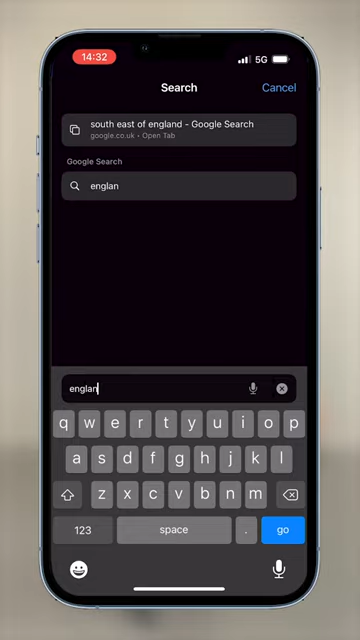 14:32
5G
Search
Cancel
south east of england - Google Search
google.co.uk • Open Tab
Google Search
englan
englan
q w e r t y u i o p
a s d f g h j k l
z x c v b n m
123 space . go